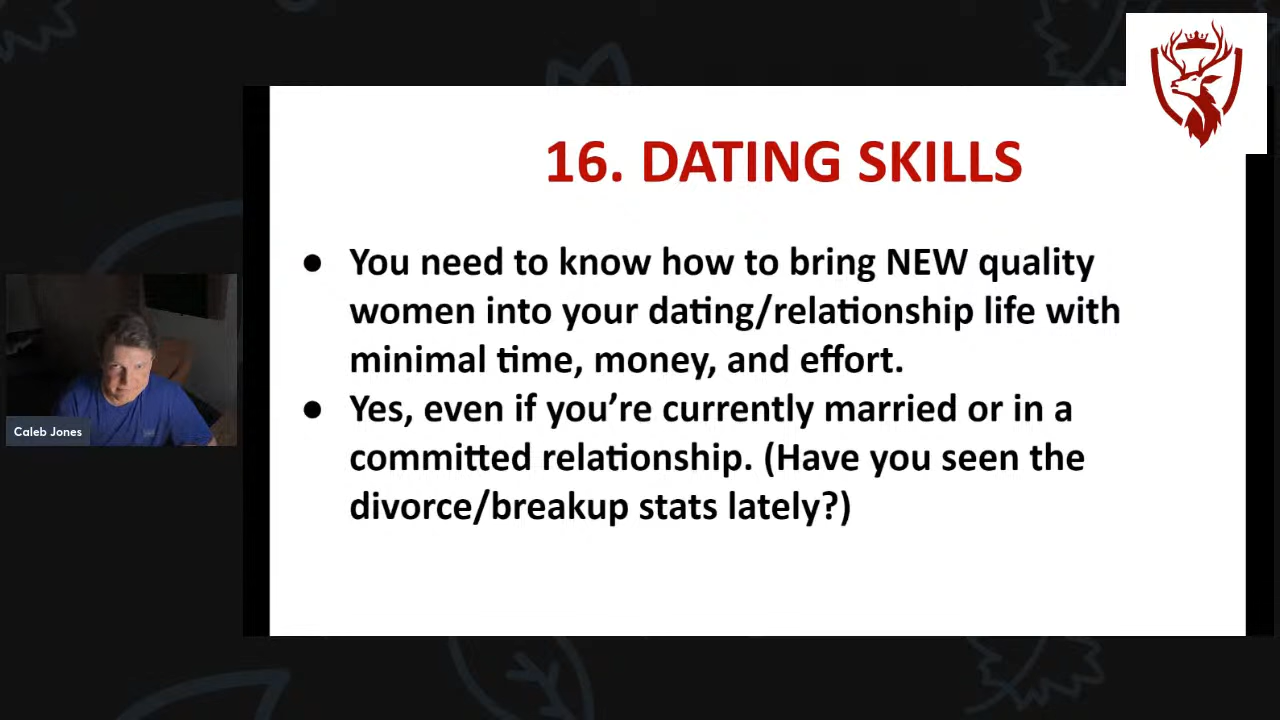 16. DATING SKILLS
● You need to know how to bring NEW quality
women into your dating/relationship life with
minimal time, money, and effort.
● Yes, even if you’re currently married or in a
committed relationship. (Have you seen the
divorce/breakup stats lately?)
Caleb Jones